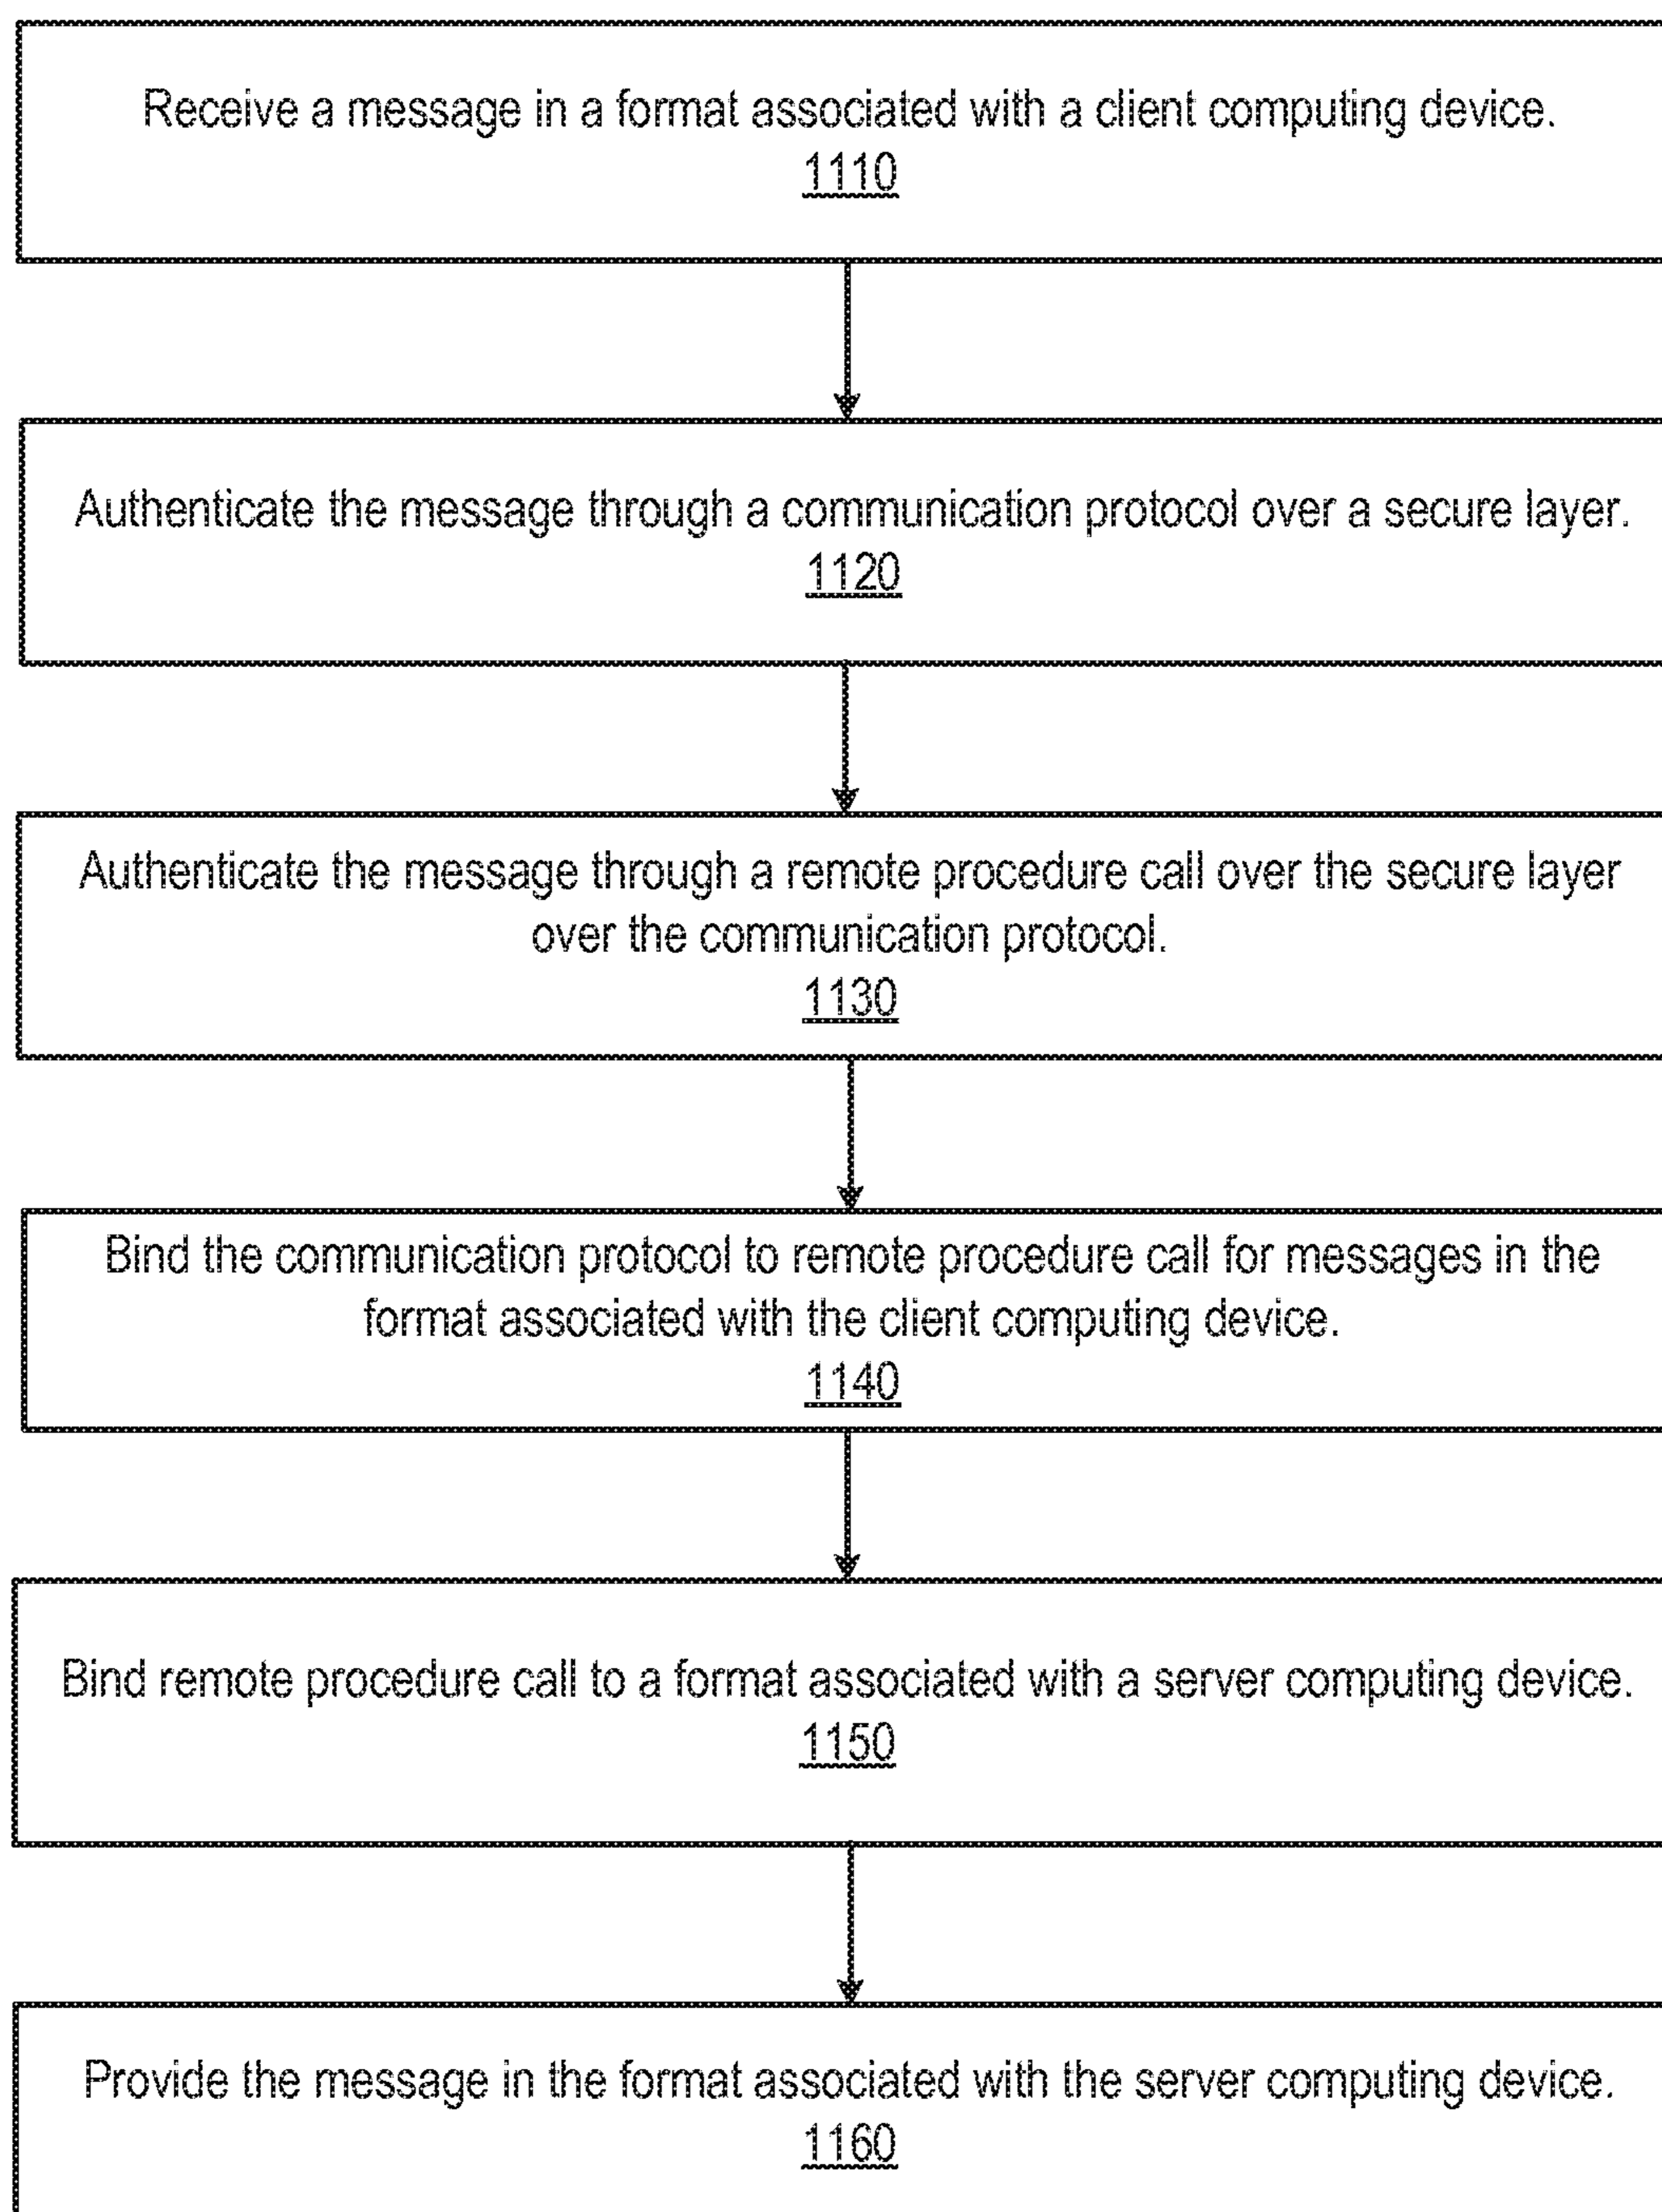 Receive a message in a format associated with a client computing device.
1110
Authenticate the message through a communication protocol over a secure layer.
1120
Authenticate the message through a remote procedure call over the secure layer
over the communication protocol.
1130
Bind the communication protocol to remote procedure call for messages in the
format associated with the client computing device.
1140
Bind remote procedure call to a format associated with a server computing device.
1150
Provide the message in the format associated with the server computing device.
1160